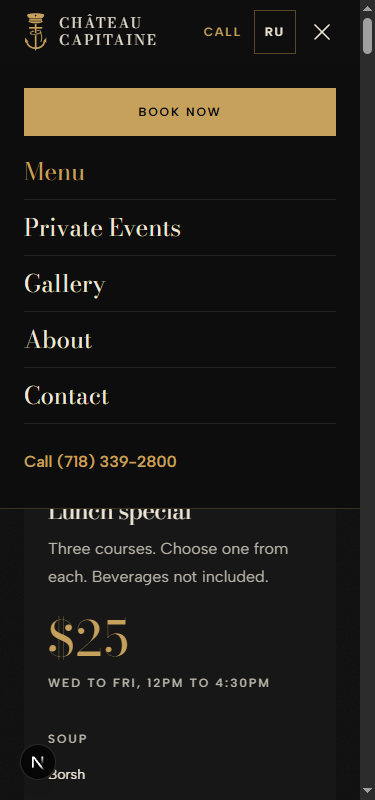 CHÂTEAU
CAPITAINE
CALL
RU
BOOK NOW
Menu
Private Events
Gallery
About
Contact
Call (718) 339-2800
Lunch special
Three courses. Choose one from
each. Beverages not included.
$25
WED TO FRI, 12PM TO 4:30PM
SOUP
N
Borsh